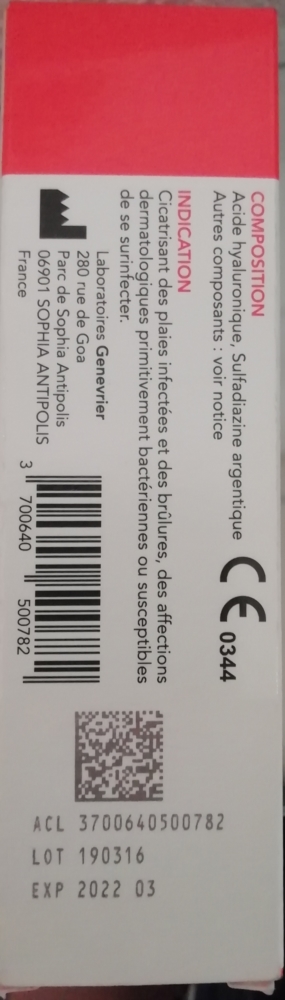 COMPOSITION
Acide hyaluronique, Sulfadiazine argentique
Autres composants : voir notice
CE 0344
INDICATION
Cicatrisant des plaies infectées et des brûlures, des affections
dermatologiques primitivement bactériennes ou susceptibles
de se surinfecter.
Laboratoires Genevrier
280 rue de Goa
Parc de Sophia Antipolis
06901 SOPHIA ANTIPOLIS
France
3 700640 500782
ACL 3700640500782
LOT 190316
EXP 2022 03